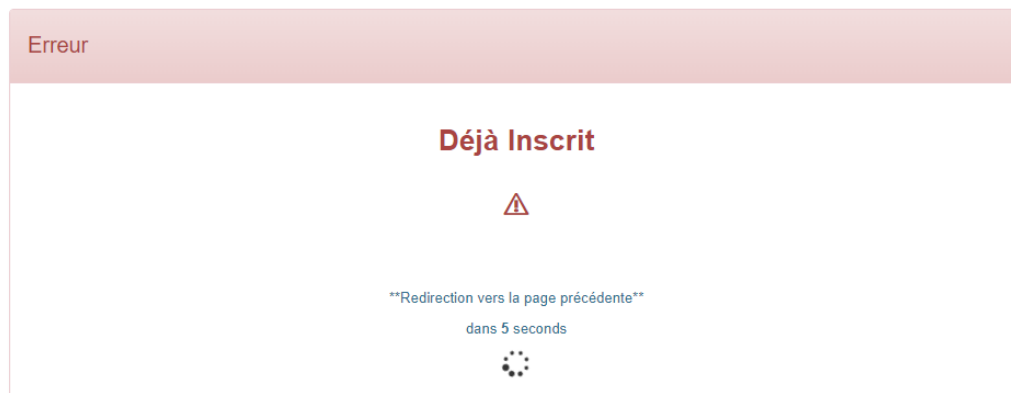 Erreur
Déjà Inscrit
**Redirection vers la page précédente**
dans 5 seconds